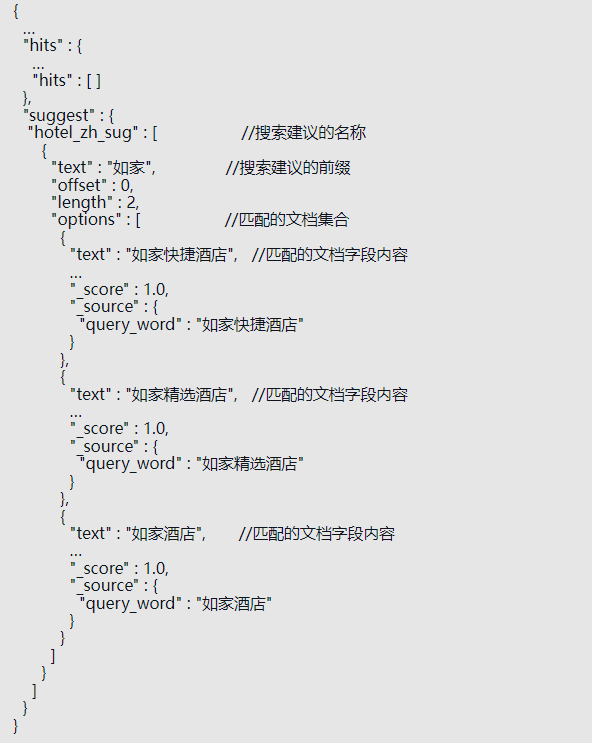 {
...
"hits" : {
...
"hits" : [ ]
},
"suggest" : {
"hotel_zh_sug" : [ //搜索建议的名称
{
"text" : "如家", //搜索建议的前缀
"offset" : 0,
"length" : 2,
"options" : [ //匹配的文档集合
{
"text" : "如家快捷酒店", //匹配的文档字段内容
...
"_score" : 1.0,
"_source" : {
"query_word" : "如家快捷酒店"
}
},
{
"text" : "如家精选酒店", //匹配的文档字段内容
...
"_score" : 1.0,
"_source" : {
"query_word" : "如家精选酒店"
}
},
{
"text" : "如家酒店", //匹配的文档字段内容
...
"_score" : 1.0,
"_source" : {
"query_word" : "如家酒店"
}
}
]
}
]
}
}